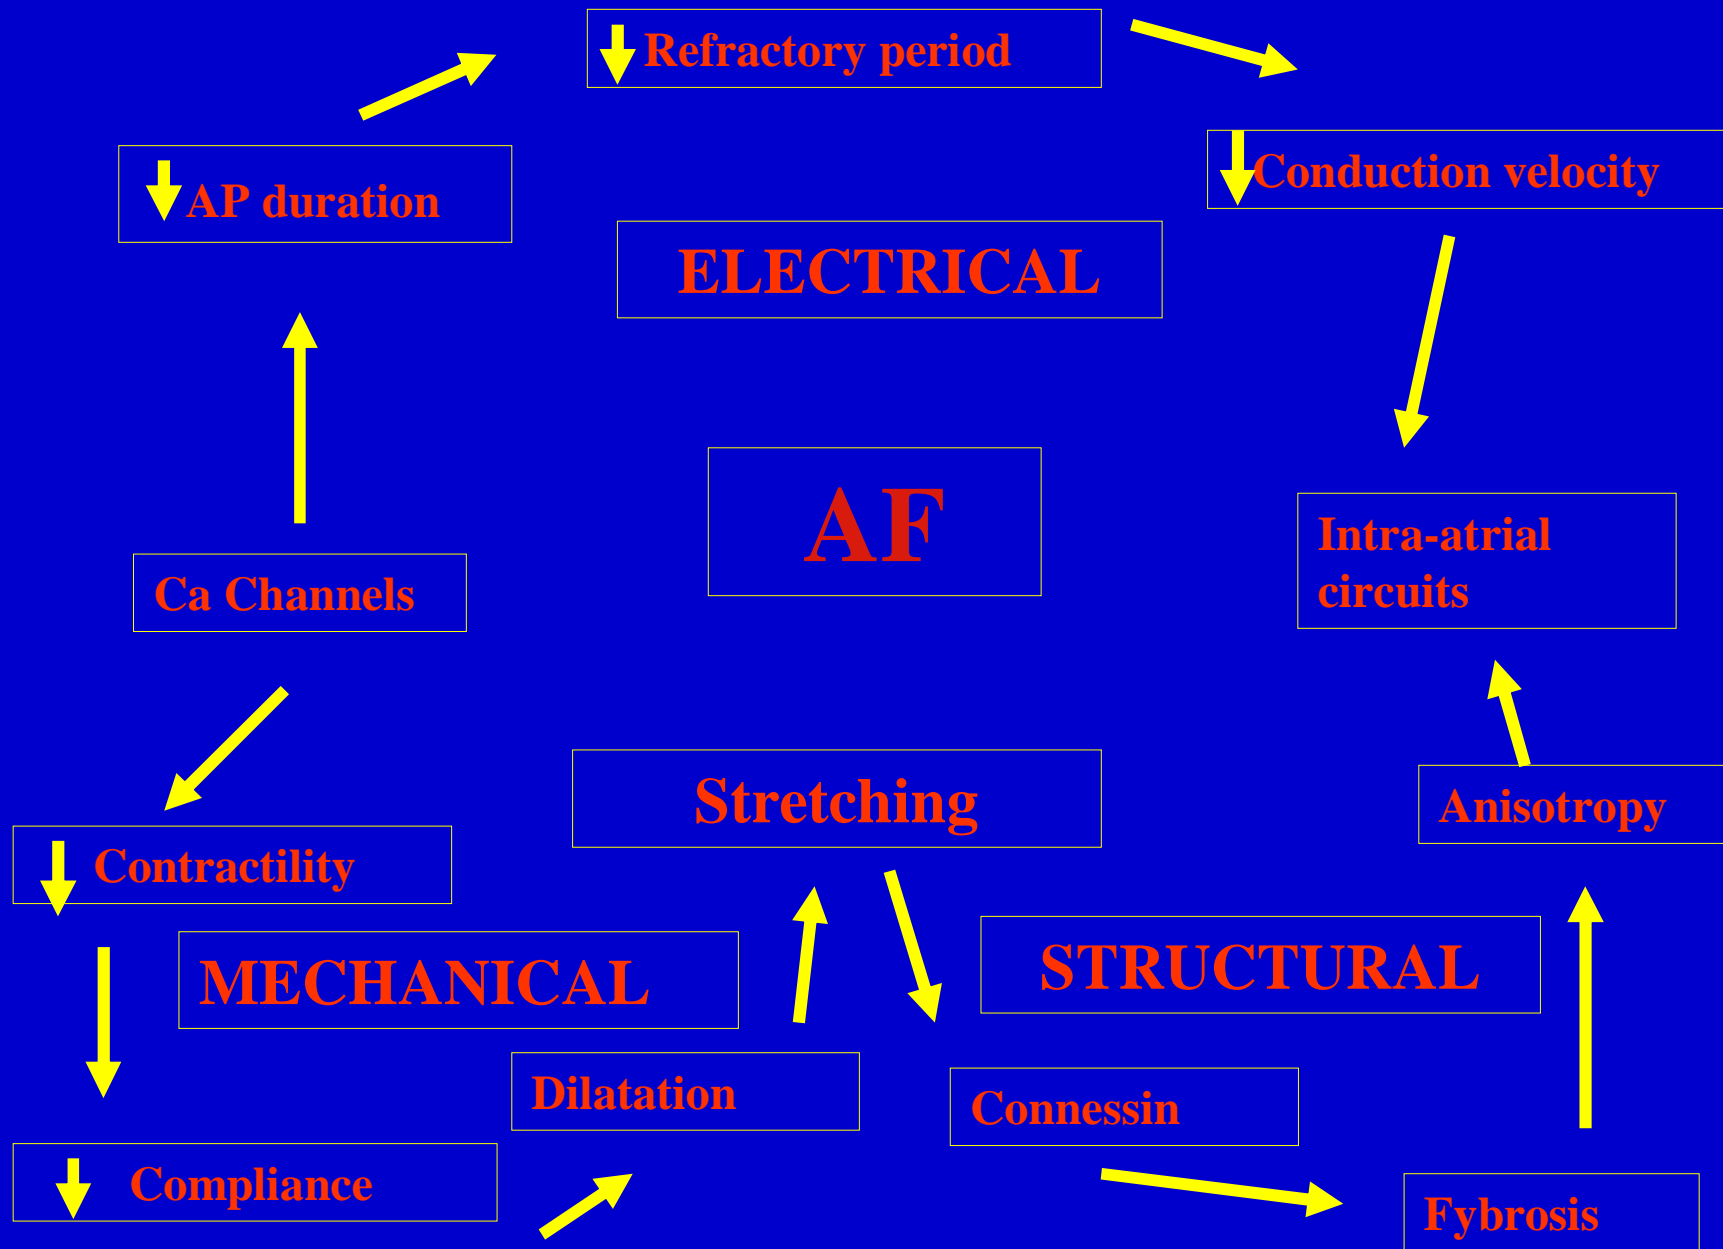 Refractory period
Conduction velocity
AP duration
ELECTRICAL
AF
Intra-atrial
circuits
Ca Channels
Stretching
Anisotropy
Contractility
MECHANICAL
STRUCTURAL
Dilatation
Connessin
Compliance
Fybrosis